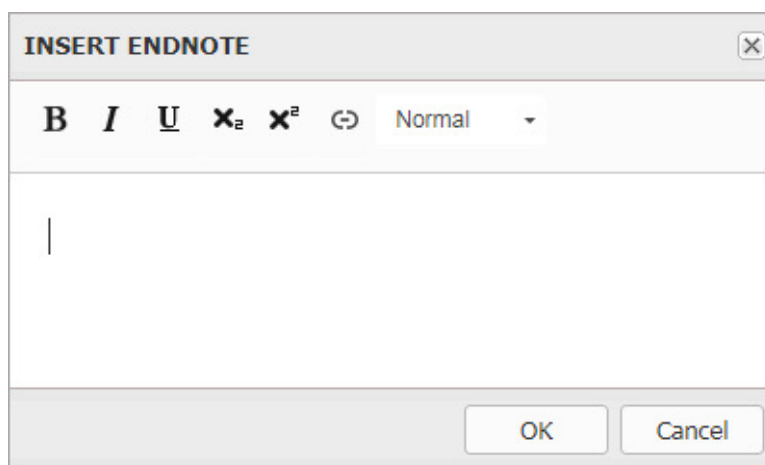 INSERT ENDNOTE
B I U X₂ X² Normal
OK Cancel